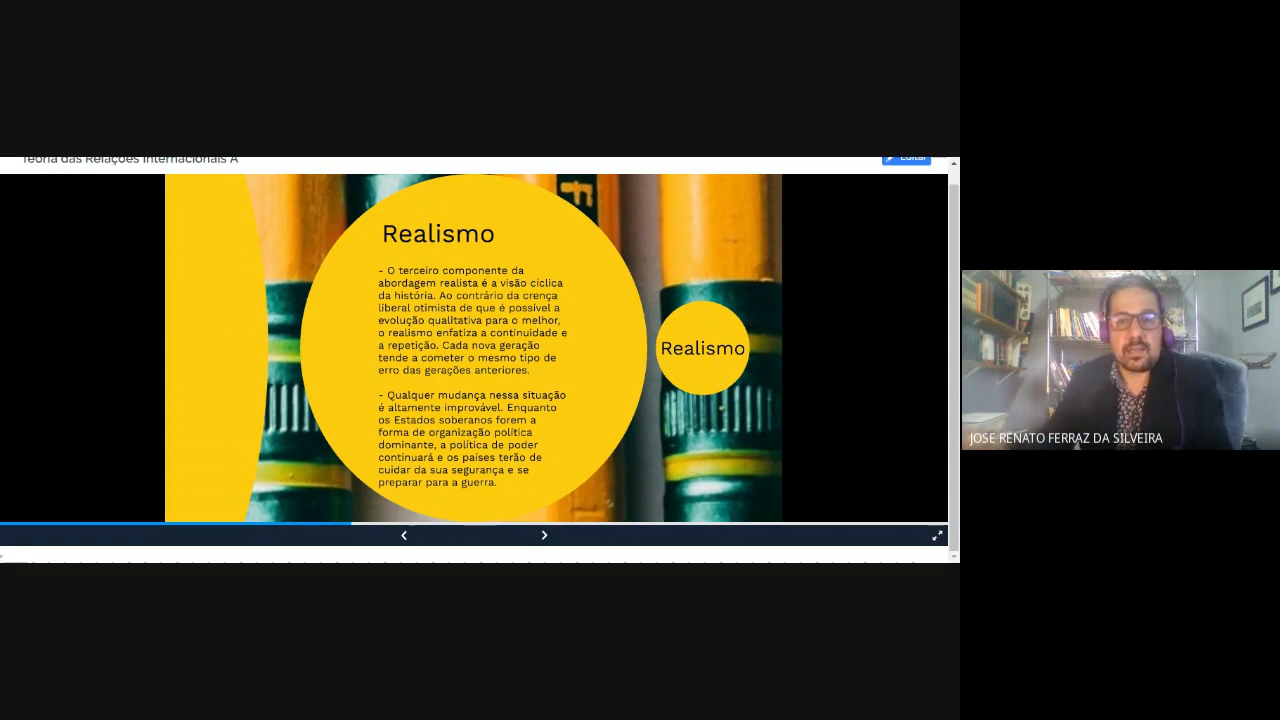 Teoria das Relações Internacionais A
Editar
Realismo
- O terceiro componente da
abordagem realista é a visão cíclica
da história. Ao contrário da crença
liberal otimista de que é possível a
evolução qualitativa para o melhor,
o realismo enfatiza a continuidade e
a repetição. Cada nova geração
tende a cometer o mesmo tipo de
erro das gerações anteriores.
- Qualquer mudança nessa situação
é altamente improvável. Enquanto
os Estados soberanos forem a
forma de organização política
dominante, a política de poder
continuará e os países terão de
cuidar da sua segurança e se
preparar para a guerra.
Realismo
JOSE RENATO FERRAZ DA SILVEIRA